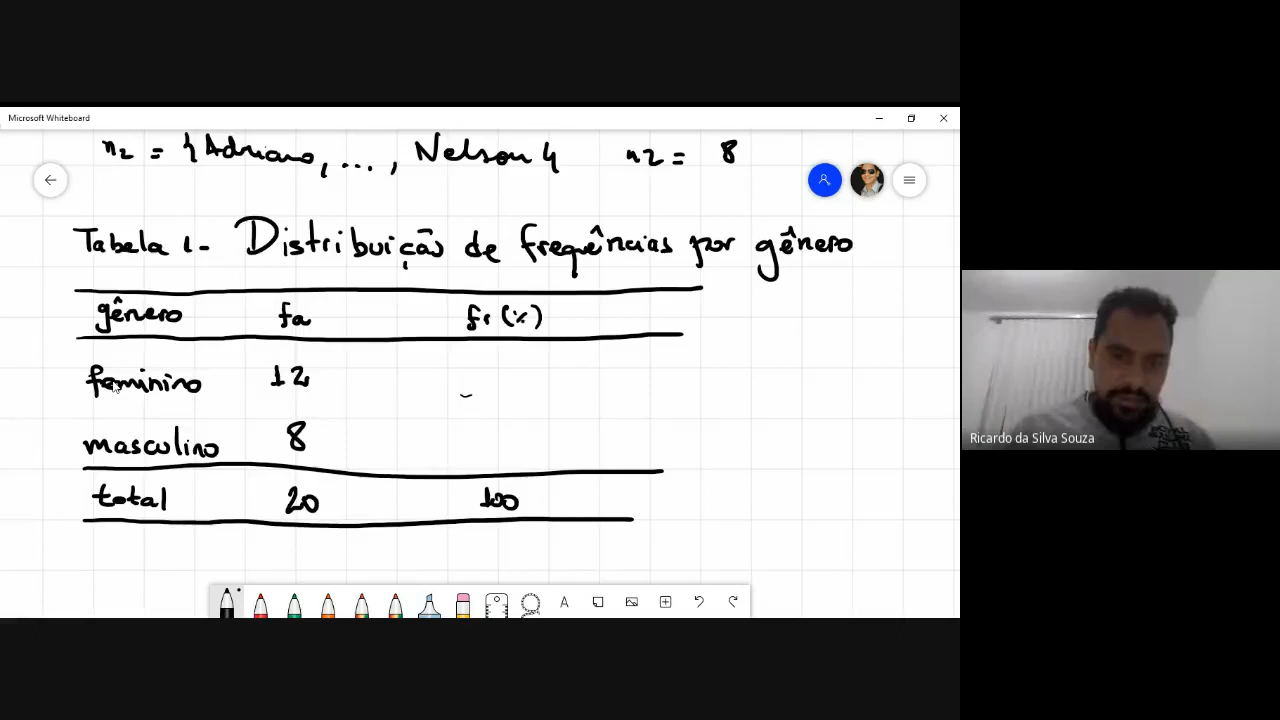 Microsoft Whiteboard
n2 = {Adriano, ..., Nelson} n2 = 8
Tabela 1- Distribuição de frequências por gênero
gênero fa fr (%)
feminino 12
masculino 8
total 20 100
A
Ricardo da Silva Souza